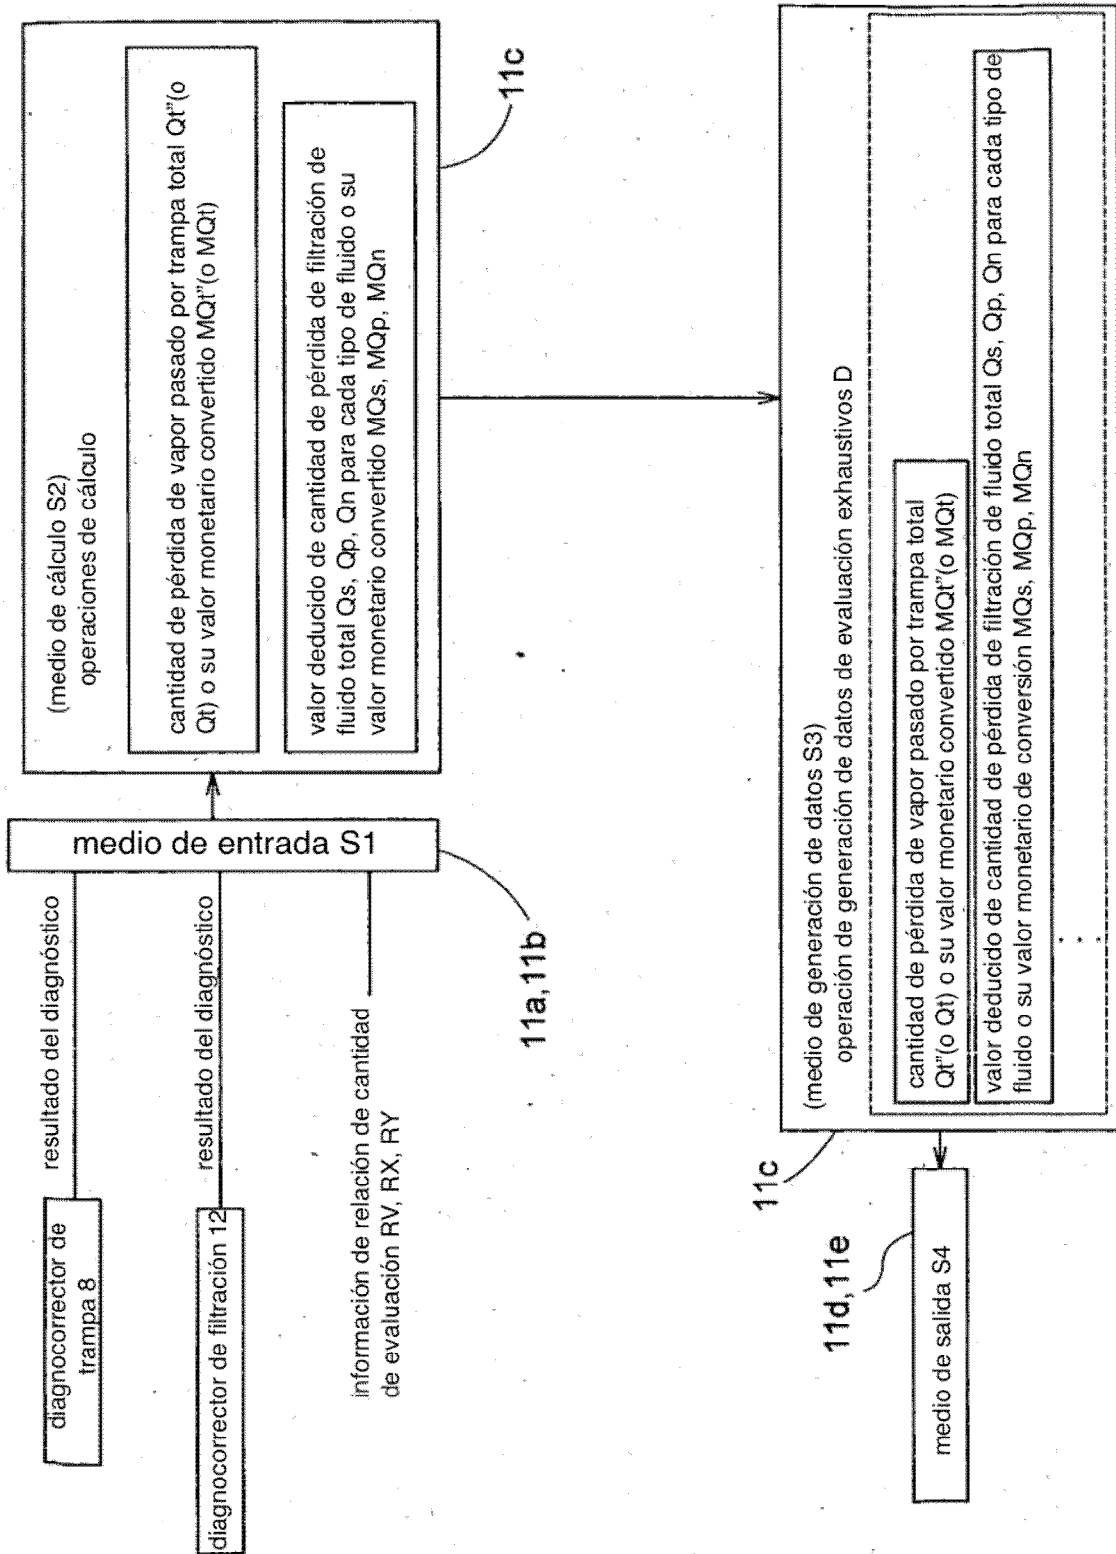 diagnocorrector de
trampa 8
resultado del diagnóstico
diagnocorrector de filtración 12
resultado del diagnóstico
información de relación de cantidad
de evaluación RV, RX, RY
medio de entrada S1
11a,11b
(medio de cálculo S2)
operaciones de cálculo
cantidad de pérdida de vapor pasado por trampa total Qt"(o
Qt) o su valor monetario convertido MQt"(o MQt)
valor deducido de cantidad de pérdida de filtración de
fluido total Qs, Qp, Qn para cada tipo de fluido o su
valor monetario convertido MQs, MQp, MQn
11c
(medio de generación de datos S3)
operación de generación de datos de evaluación exhaustivos D
cantidad de pérdida de vapor pasado por trampa total
Qt"(o Qt) o su valor monetario convertido MQt"(o MQt)
valor deducido de cantidad de pérdida de filtración de fluido total Qs, Qp, Qn para cada tipo de
fluido o su valor monetario de conversión MQs, MQp, MQn
. . .
11c
medio de salida S4
11d,11e